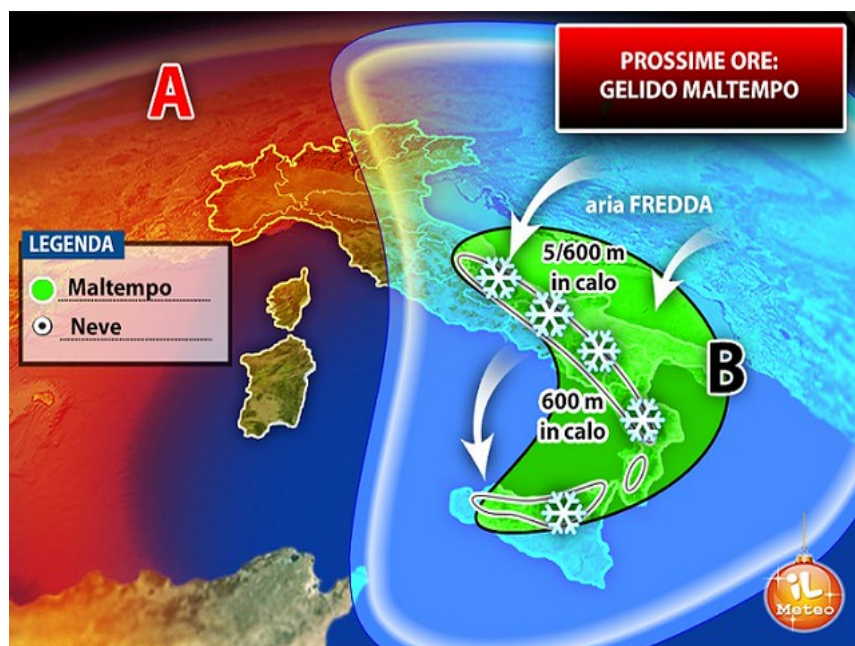 A
PROSSIME ORE:
GELIDO MALTEMPO
aria FREDDA
LEGENDA
Maltempo
Neve
5/600 m
in calo
B
600 m
in calo
iL
Meteo